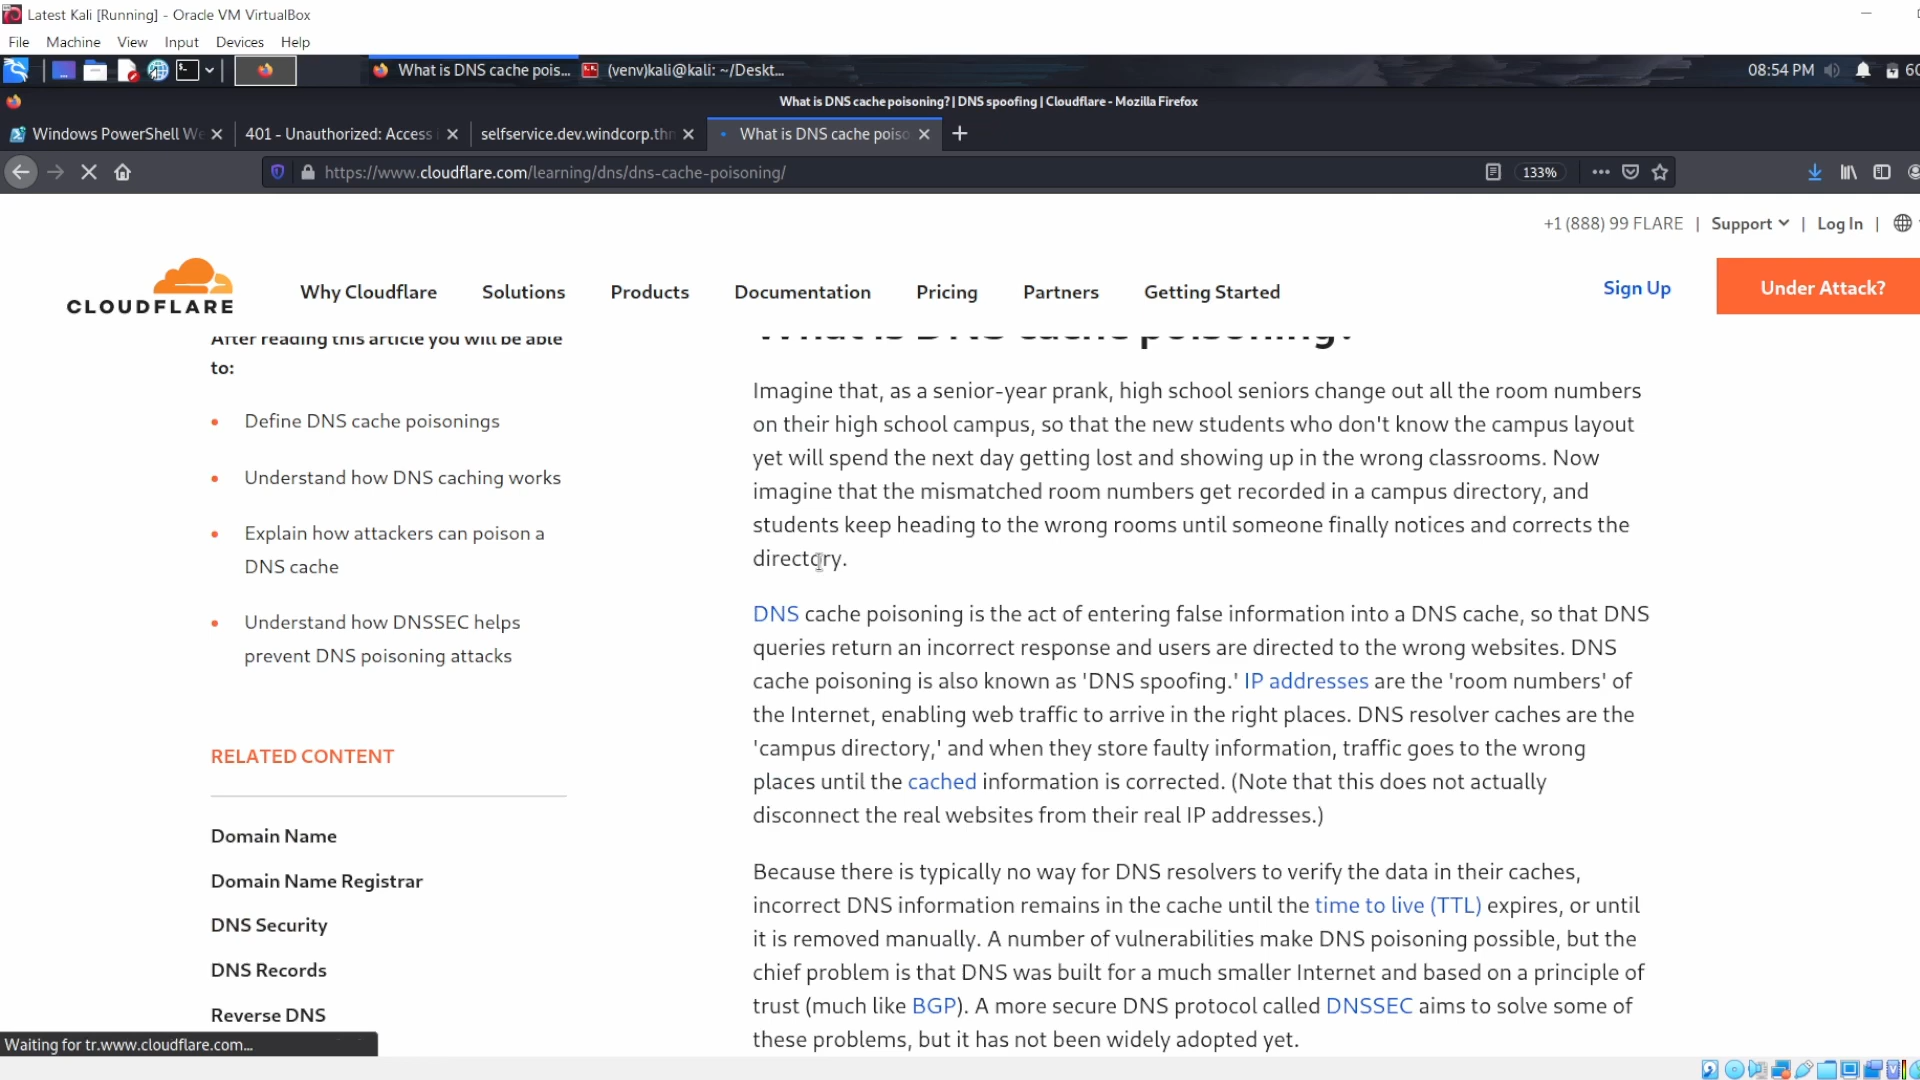 Latest Kali [Running] - Oracle VM VirtualBox
File Machine View Input Devices Help
What is DNS cache pois... (venv)kali@kali: ~/Deskt... 08:54 PM 60
What is DNS cache poisoning? | DNS spoofing | Cloudflare - Mozilla Firefox
Windows PowerShell We 401 - Unauthorized: Access selfservice.dev.windcorp.thm What is DNS cache poiso
https://www.cloudflare.com/learning/dns/dns-cache-poisoning/ 133%
+1 (888) 99 FLARE | Support | Log In |
CLOUDFLARE Why Cloudflare Solutions Products Documentation Pricing Partners Getting Started Sign Up Under Attack?
After reading this article you will be able
to:
Define DNS cache poisonings
Understand how DNS caching works
Explain how attackers can poison a
DNS cache
Understand how DNSSEC helps
prevent DNS poisoning attacks
RELATED CONTENT
Domain Name
Domain Name Registrar
DNS Security
DNS Records
Reverse DNS
What is DNS cache poisoning?
Imagine that, as a senior-year prank, high school seniors change out all the room numbers
on their high school campus, so that the new students who don't know the campus layout
yet will spend the next day getting lost and showing up in the wrong classrooms. Now
imagine that the mismatched room numbers get recorded in a campus directory, and
students keep heading to the wrong rooms until someone finally notices and corrects the
directory.
DNS cache poisoning is the act of entering false information into a DNS cache, so that DNS
queries return an incorrect response and users are directed to the wrong websites. DNS
cache poisoning is also known as 'DNS spoofing.' IP addresses are the 'room numbers' of
the Internet, enabling web traffic to arrive in the right places. DNS resolver caches are the
'campus directory,' and when they store faulty information, traffic goes to the wrong
places until the cached information is corrected. (Note that this does not actually
disconnect the real websites from their real IP addresses.)
Because there is typically no way for DNS resolvers to verify the data in their caches,
incorrect DNS information remains in the cache until the time to live (TTL) expires, or until
it is removed manually. A number of vulnerabilities make DNS poisoning possible, but the
chief problem is that DNS was built for a much smaller Internet and based on a principle of
trust (much like BGP). A more secure DNS protocol called DNSSEC aims to solve some of
these problems, but it has not been widely adopted yet.
Waiting for tr.www.cloudflare.com...